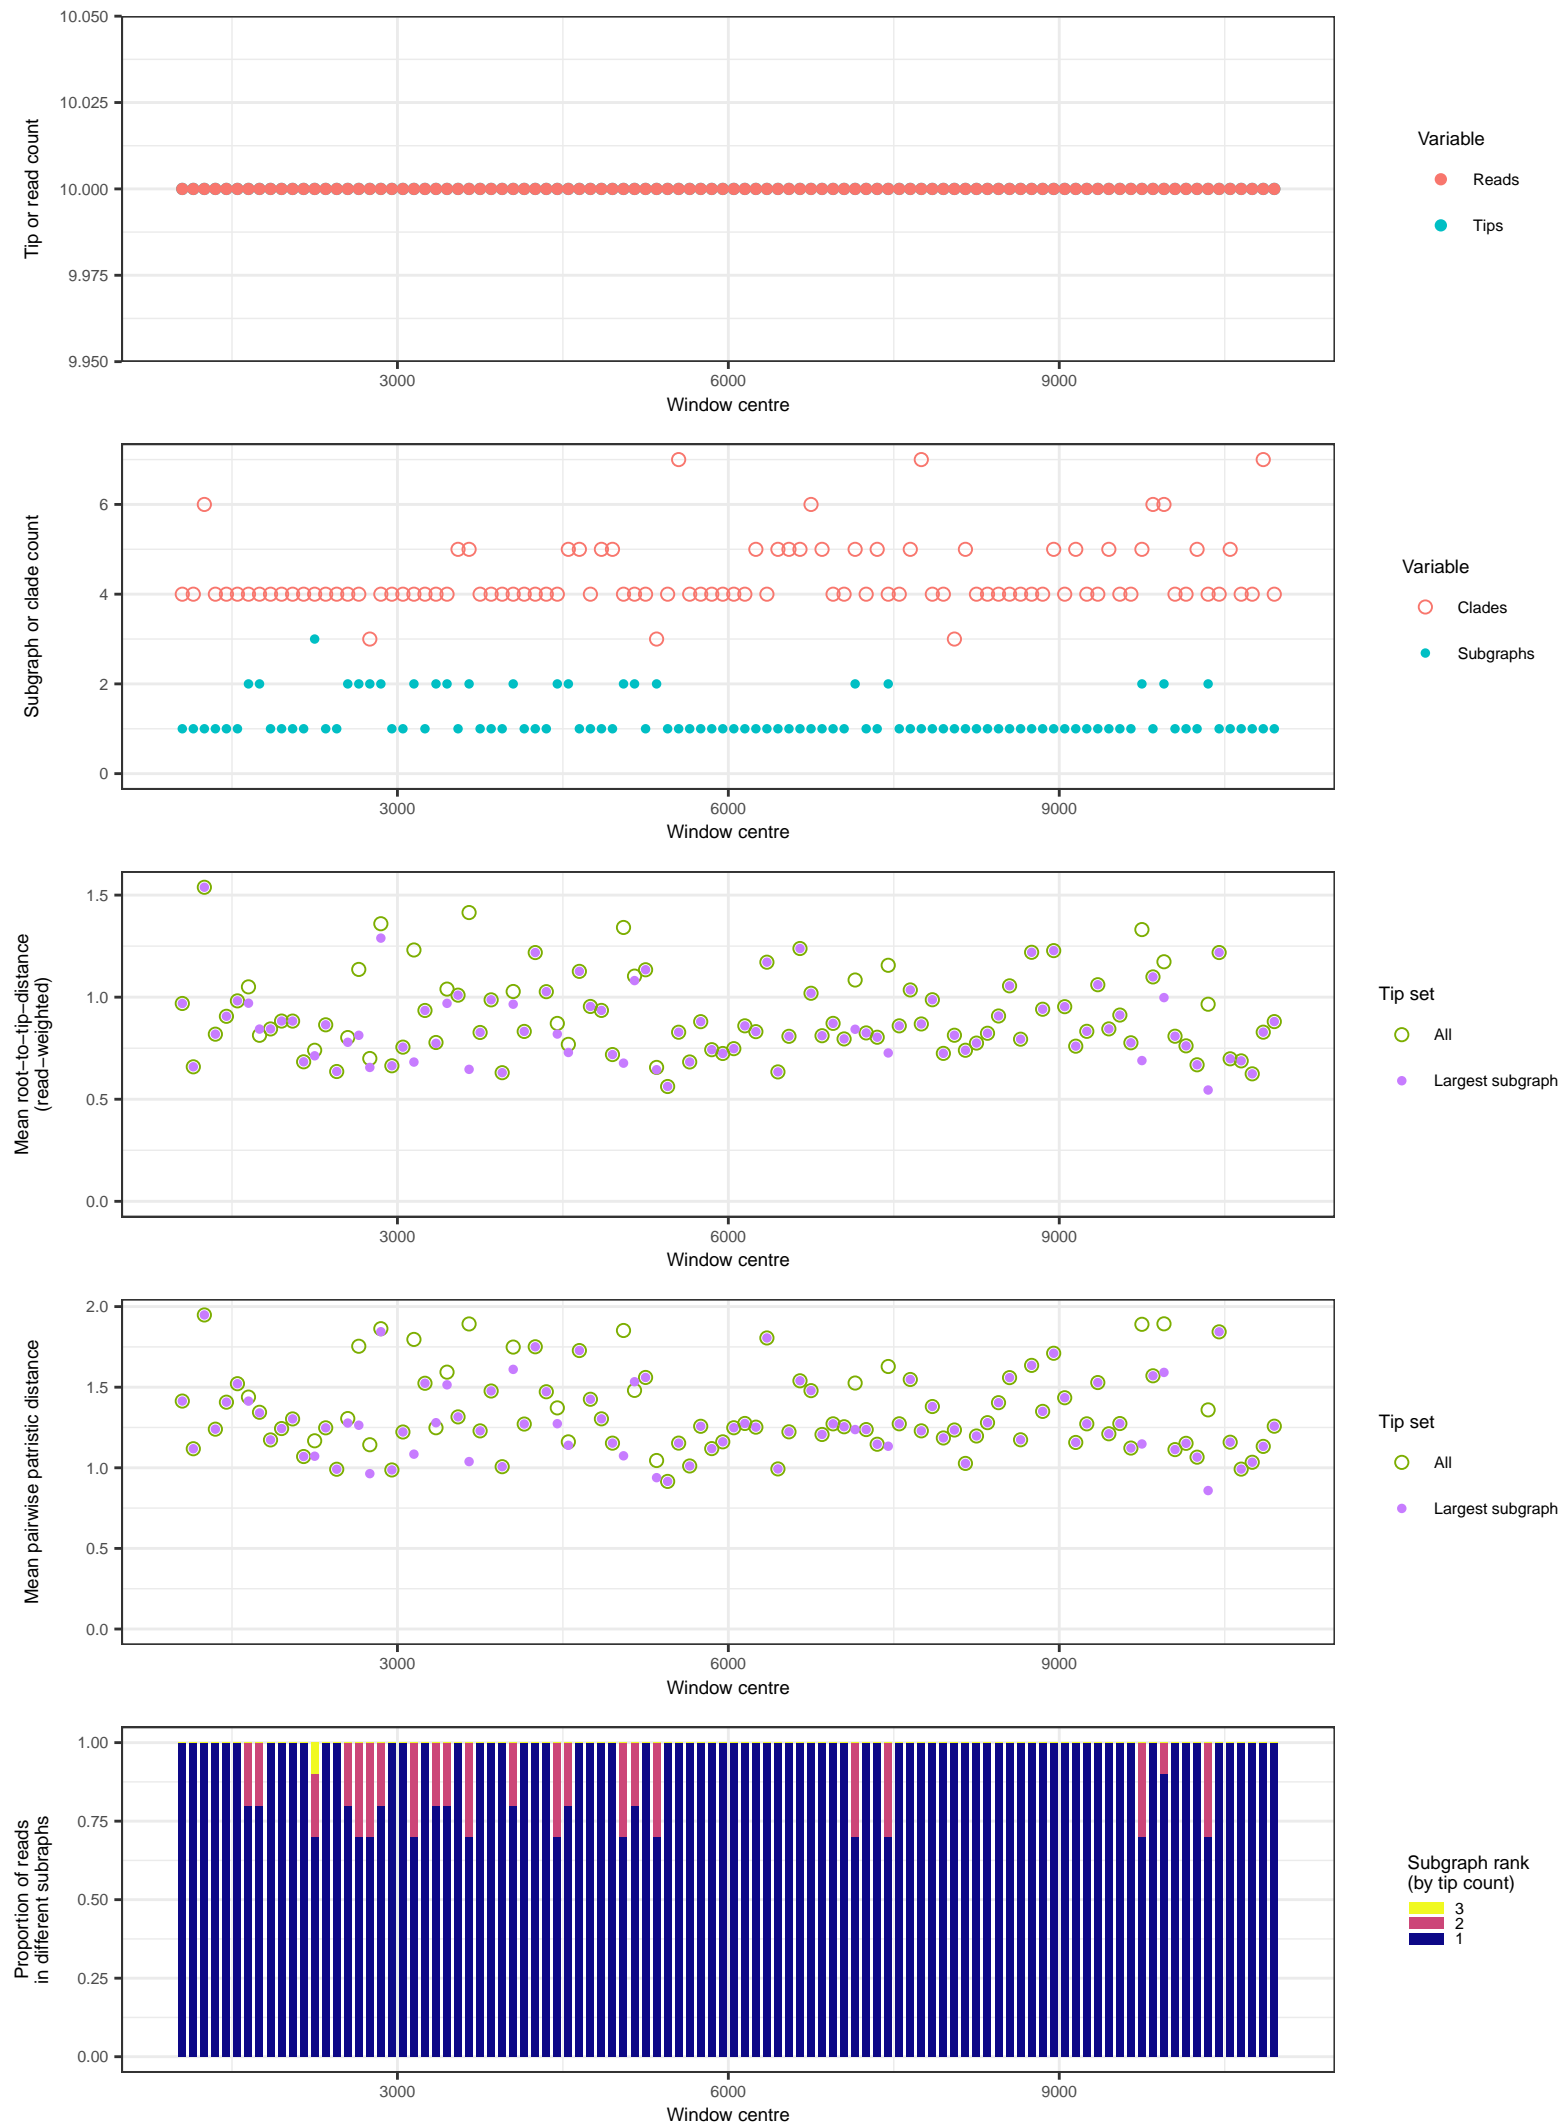 10.050
10.025
10.000
9.975
9.950
Tip or read count
3000
6000
9000
Window centre
Variable
Reads
Tips
6
4
2
0
Subgraph or clade count
3000
6000
9000
Window centre
Variable
Clades
Subgraphs
1.5
1.0
0.5
0.0
Mean root−to−tip−distance
(read−weighted)
3000
6000
9000
Window centre
Tip set
All
Largest subgraph
2.0
1.5
1.0
0.5
0.0
Mean pairwise patristic distance
3000
6000
9000
Window centre
Tip set
All
Largest subgraph
1.00
0.75
0.50
0.25
0.00
Proportion of reads
in different subraphs
3000
6000
9000
Window centre
Subgraph rank
(by tip count)
3
2
1